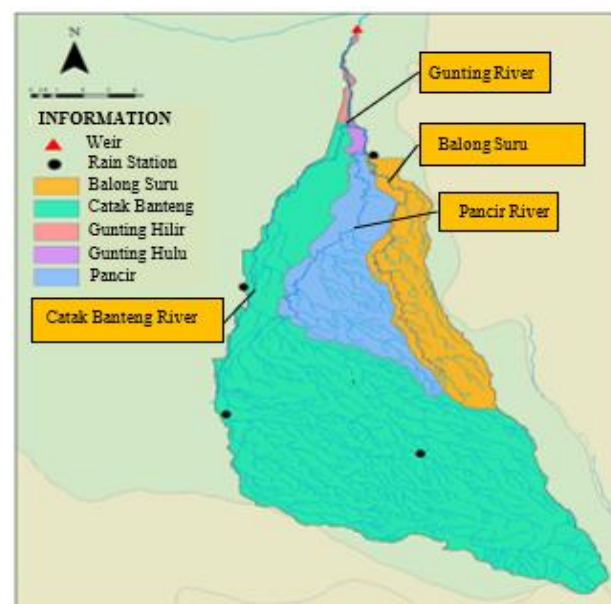 N
INFORMATION
Weir
Rain Station
Balong Suru
Catak Banteng
Gunting Hilir
Gunting Hulu
Pancir
Gunting River
Balong Suru
Pancir River
Catak Banteng River